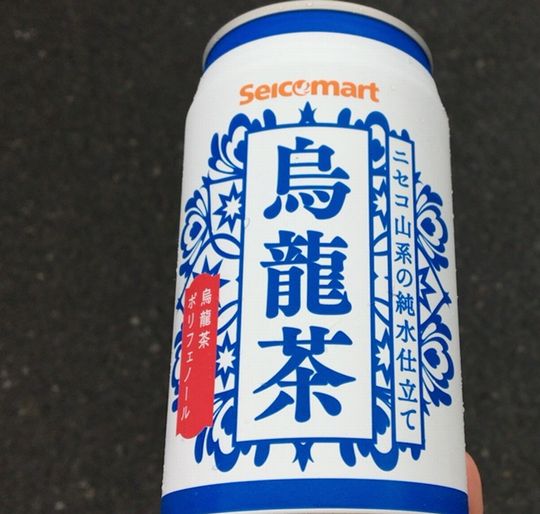 Seicomart
烏龍茶
ニセコ山系の純水仕立て
烏龍茶
ポリフェノール